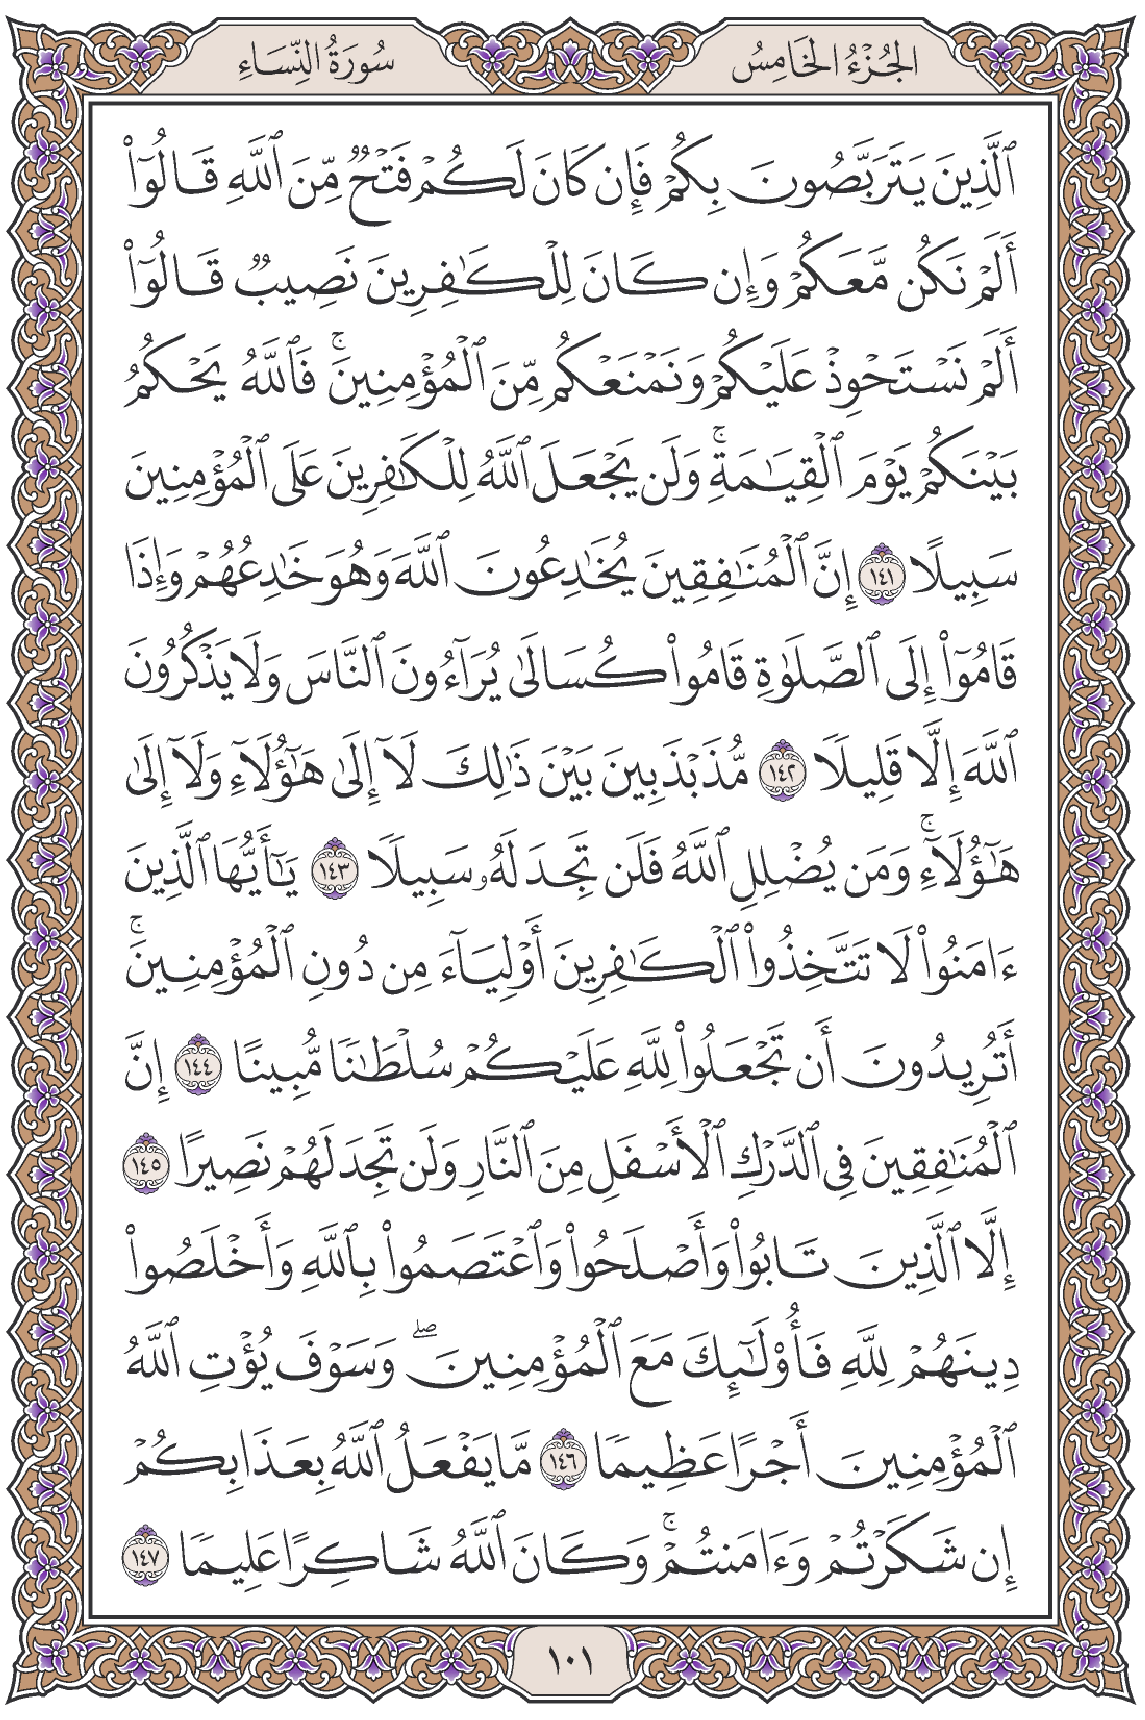 الجُزْءُ الخَامِسُ
سُورَةُ النِّسَاءِ
ٱلَّذِينَ يَتَرَبَّصُونَ بِكُمْ فَإِن كَانَ لَكُمْ فَتْحٌ مِّنَ ٱللَّهِ قَالُوٓا۟
أَلَمْ نَكُن مَّعَكُمْ وَإِن كَانَ لِلْكَـٰفِرِينَ نَصِيبٌ قَالُوٓا۟
أَلَمْ نَسْتَحْوِذْ عَلَيْكُمْ وَنَمْنَعْكُم مِّنَ ٱلْمُؤْمِنِينَ ۚ فَٱللَّهُ يَحْكُمُ
بَيْنَكُمْ يَوْمَ ٱلْقِيَـٰمَةِ ۗ وَلَن يَجْعَلَ ٱللَّهُ لِلْكَـٰفِرِينَ عَلَى ٱلْمُؤْمِنِينَ
سَبِيلًا ١٤١ إِنَّ ٱلْمُنَـٰفِقِينَ يُخَـٰدِعُونَ ٱللَّهَ وَهُوَ خَـٰدِعُهُمْ وَإِذَا
قَامُوٓا۟ إِلَى ٱلصَّلَوٰةِ قَامُوا۟ كُسَالَىٰ يُرَآءُونَ ٱلنَّاسَ وَلَا يَذْكُرُونَ
ٱللَّهَ إِلَّا قَلِيلًا ١٤٢ مُّذَبْذَبِينَ بَيْنَ ذَٰلِكَ لَآ إِلَىٰ هَـٰٓؤُلَآءِ وَلَآ إِلَىٰ
هَـٰٓؤُلَآءِ ۚ وَمَن يُضْلِلِ ٱللَّهُ فَلَن تَجِدَ لَهُۥ سَبِيلًا ١٤٣ يَـٰٓأَيُّهَا ٱلَّذِينَ
ءَامَنُوا۟ لَا تَتَّخِذُوا۟ ٱلْكَـٰفِرِينَ أَوْلِيَآءَ مِن دُونِ ٱلْمُؤْمِنِينَ ۚ
أَتُرِيدُونَ أَن تَجْعَلُوا۟ لِلَّهِ عَلَيْكُمْ سُلْطَـٰنًا مُّبِينًا ١٤٤ إِنَّ
ٱلْمُنَـٰفِقِينَ فِى ٱلدَّرْكِ ٱلْأَسْفَلِ مِنَ ٱلنَّارِ وَلَن تَجِدَ لَهُمْ نَصِيرًا ١٤٥
إِلَّا ٱلَّذِينَ تَابُوا۟ وَأَصْلَحُوا۟ وَٱعْتَصَمُوا۟ بِٱللَّهِ وَأَخْلَصُوا۟
دِينَهُمْ لِلَّهِ فَأُو۟لَـٰٓئِكَ مَعَ ٱلْمُؤْمِنِينَ ۖ وَسَوْفَ يُؤْتِ ٱللَّهُ
ٱلْمُؤْمِنِينَ أَجْرًا عَظِيمًا ١٤٦ مَّا يَفْعَلُ ٱللَّهُ بِعَذَابِكُمْ
إِن شَكَرْتُمْ وَءَامَنتُمْ ۚ وَكَانَ ٱللَّهُ شَاكِرًا عَلِيمًا ١٤٧
١٠١